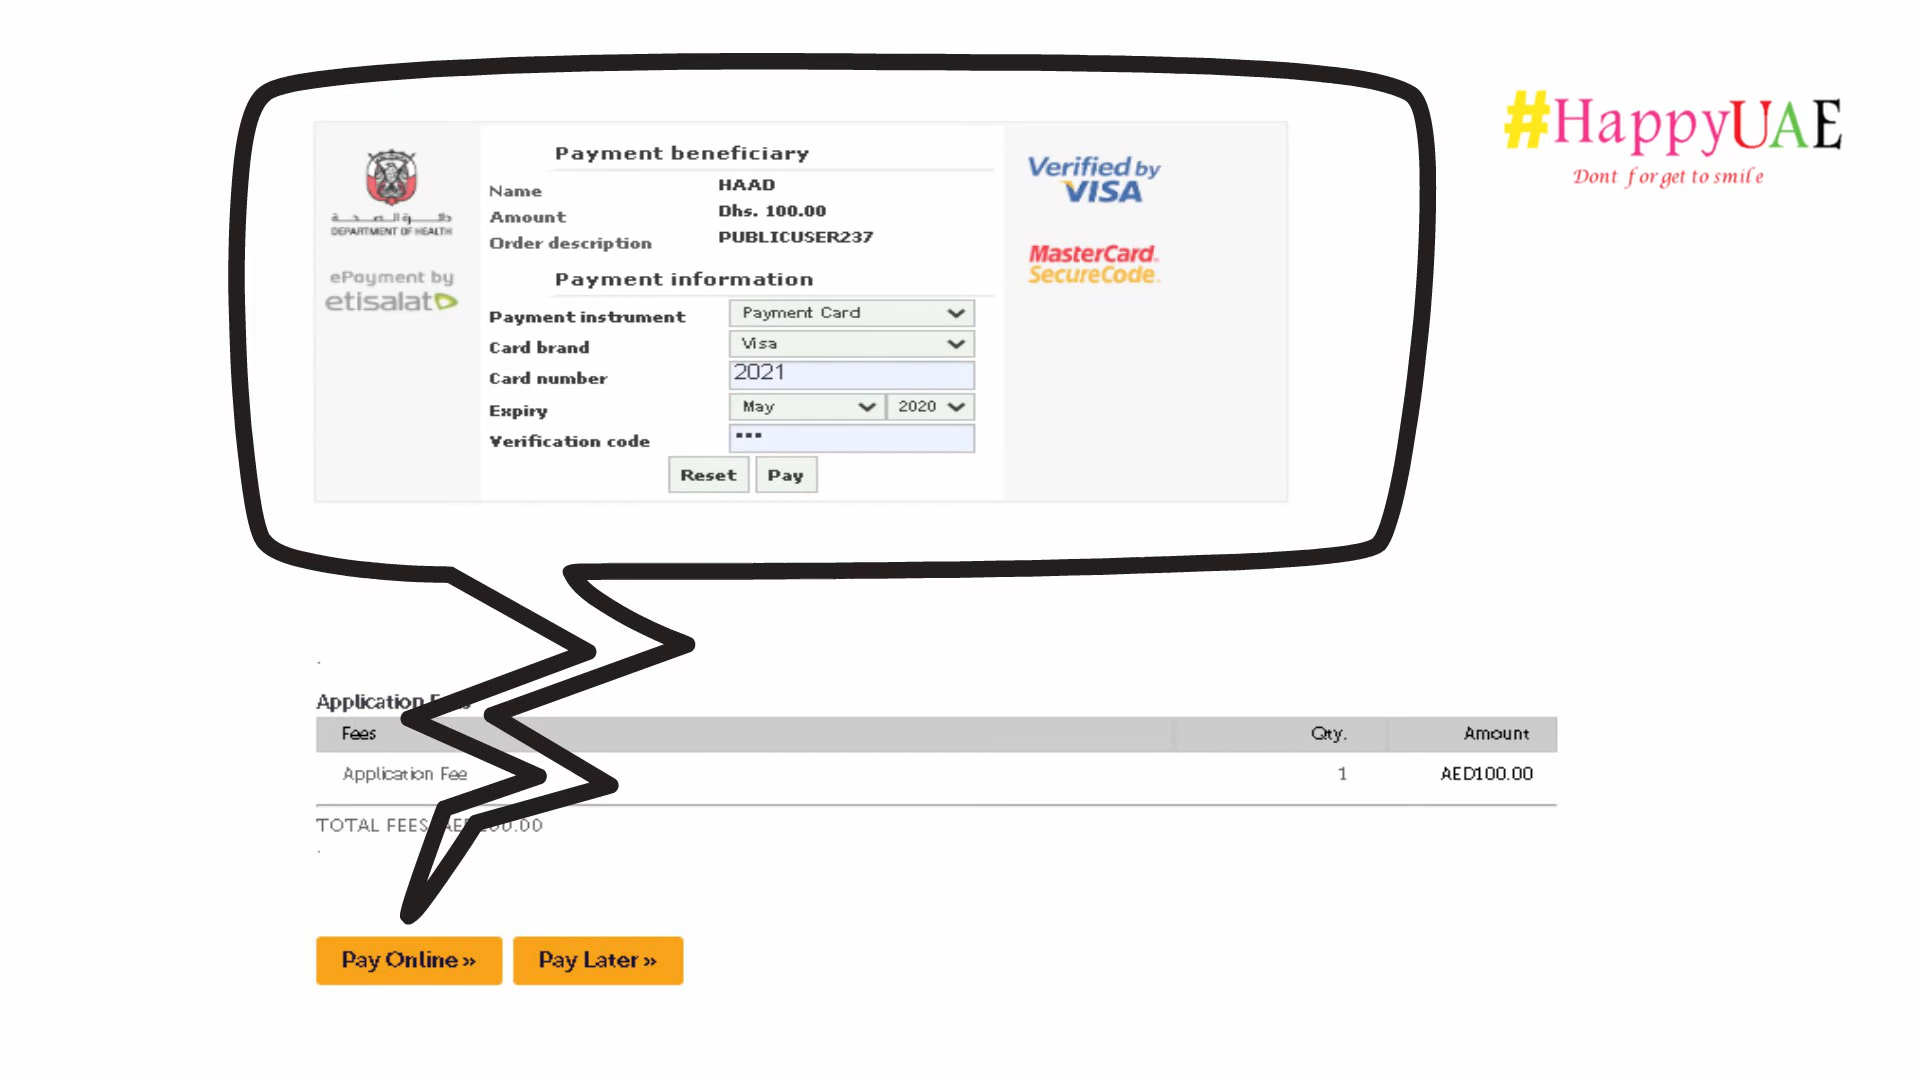 #HappyUAE
Dont forget to smile
DEPARTMENT OF HEALTH
ePayment by
etisalat
Payment beneficiary
Name HAAD
Amount Dhs. 100.00
Order description PUBLICUSER237
Payment information
Payment instrument Payment Card
Card brand Visa
Card number 2021
Expiry May 2020
Verification code ***
Reset Pay
Verified by
VISA
MasterCard.
SecureCode.
Application
Fees Qty. Amount
Application Fee 1 AED100.00
TOTAL FEES
Pay Online »
Pay Later »